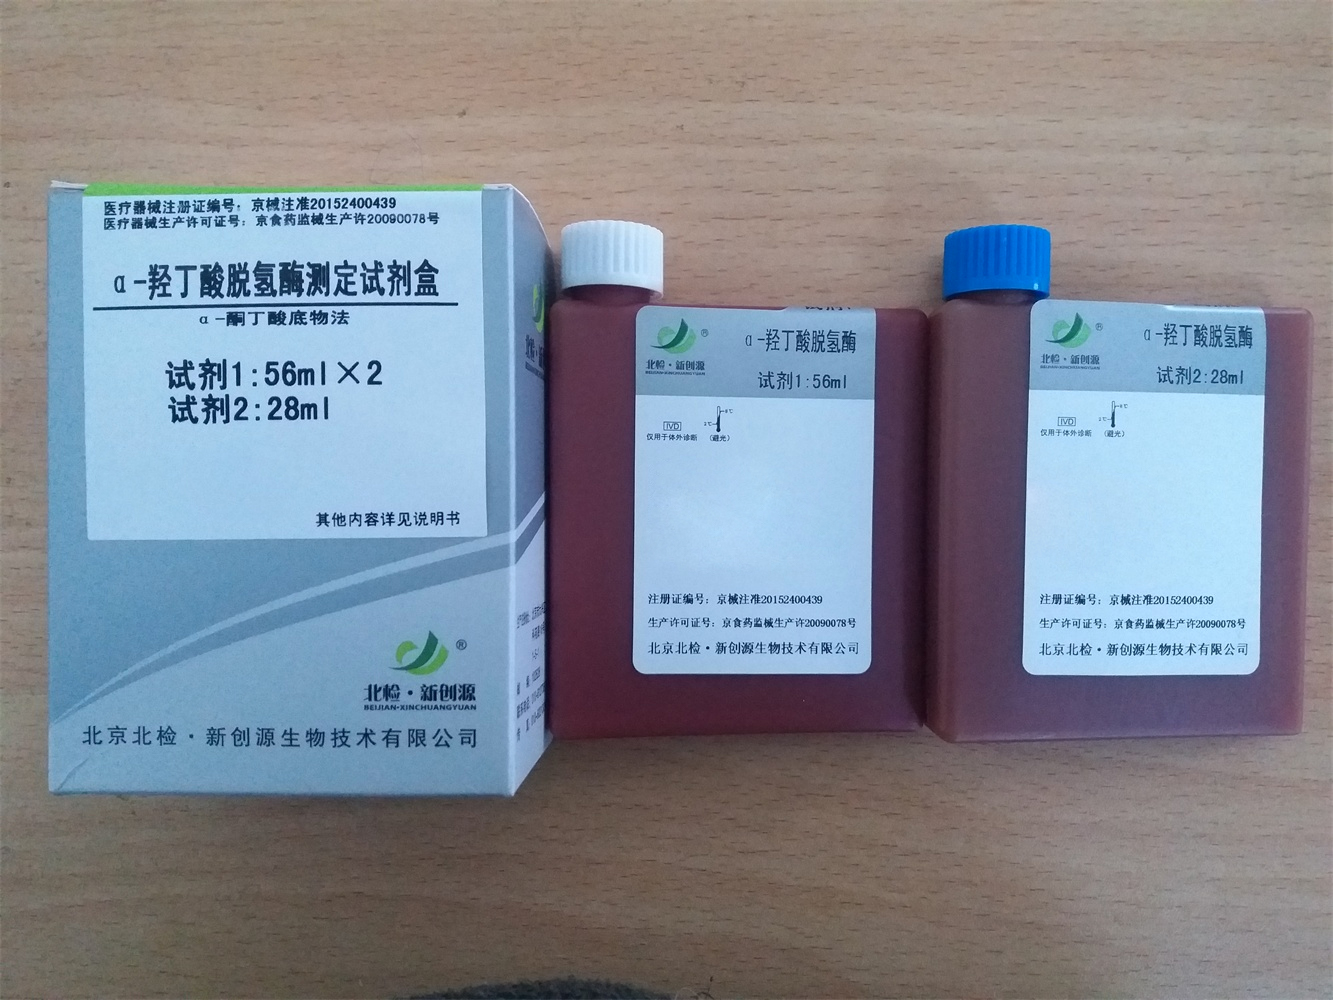 医疗器械注册证编号：京械注准20152400439
医疗器械生产许可证号：京食药监械生产许20090078号
α-羟丁酸脱氢酶测定试剂盒
α-酮丁酸底物法
试剂1:56ml×2
试剂2:28ml
其他内容详见说明书
®
北检·新创源
BEIJIAN·XINCHUANGYUAN
北京北检·新创源生物技术有限公司
®
北检·新创源
BEIJIAN·XINCHUANGYUAN
α-羟丁酸脱氢酶
试剂1:56ml
IVD
2℃
8℃
仅用于体外诊断
（避光）
注册证编号：京械注准20152400439
生产许可证号：京食药监械生产许20090078号
北京北检·新创源生物技术有限公司
®
北检·新创源
BEIJIAN·XINCHUANGYUAN
α-羟丁酸脱氢酶
试剂2:28ml
IVD
2℃
8℃
仅用于体外诊断
（避光）
注册证编号：京械注准20152400439
生产许可证号：京食药监械生产许20090078号
北京北检·新创源生物技术有限公司